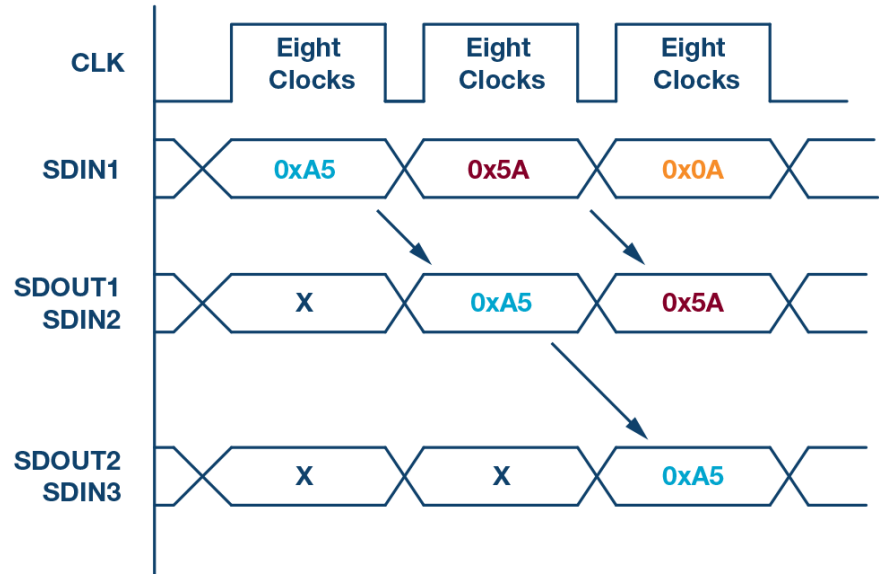 CLK
Eight
Clocks
Eight
Clocks
Eight
Clocks
SDIN1
0xA5
0x5A
0x0A
SDOUT1
SDIN2
X
0xA5
0x5A
SDOUT2
SDIN3
X
X
0xA5